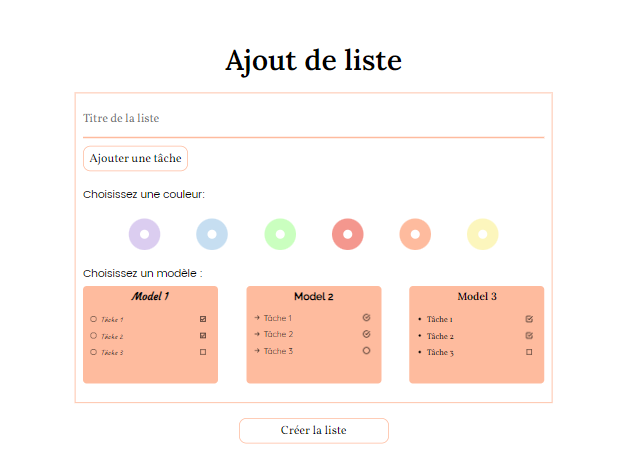 Ajout de liste
Titre de la liste
Ajouter une tâche
Choisissez une couleur:
Choisissez un modèle :
Model 1
Tâche 1
Tâche 2
Tâche 3
Model 2
Tâche 1
Tâche 2
Tâche 3
Model 3
Tâche 1
Tâche 2
Tâche 3
Créer la liste